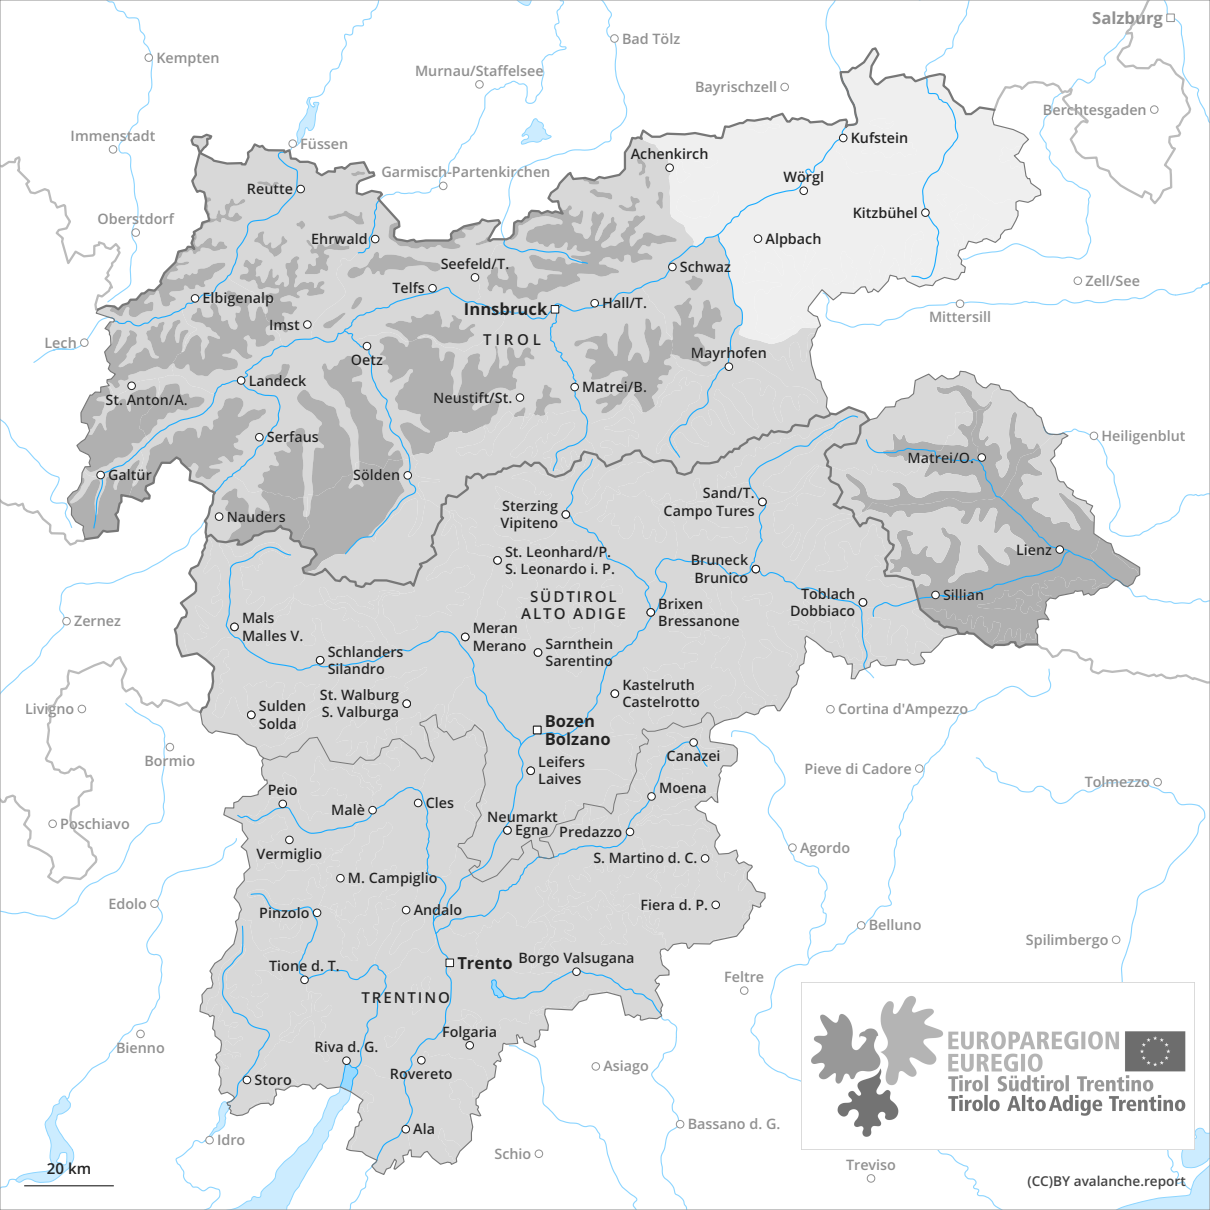 Salzburg
Bad Tölz
Kempten
Murnau/Staffelsee
Bayrischzell
Berchtesgaden
Immenstadt
Füssen
Kufstein
Achenkirch
Garmisch-Partenkirchen
Wörgl
Reutte
Oberstdorf
Kitzbühel
Ehrwald
Alpbach
Seefeld/T.
Schwaz
Zell/See
Telfs
Elbigenalp
Hall/T.
Innsbruck
Mittersill
Imst
TIROL
Lech
Mayrhofen
Oetz
Landeck
Matrei/B.
St. Anton/A.
Neustift/St.
Serfaus
Heiligenblut
Matrei/O.
Galtür
Sölden
Sand/T.
Campo Tures
Sterzing
Vipiteno
Nauders
St. Leonhard/P.
S. Leonardo i. P.
Lienz
Bruneck
Brunico
SÜDTIROL
ALTO ADIGE
Toblach
Dobbiaco
Sillian
Brixen
Bressanone
Zernez
Mals
Malles V.
Meran
Merano
Sarnthein
Sarentino
Schlanders
Silandro
Kastelruth
Castelrotto
St. Walburg
S. Valburga
Livigno
Sulden
Solda
Cortina d'Ampezzo
Bozen
Bolzano
Canazei
Bormio
Leifers
Laives
Pieve di Cadore
Tolmezzo
Peio
Moena
Malè
Cles
Neumarkt
Egna
Poschiavo
Predazzo
Vermiglio
Agordo
S. Martino d. C.
M. Campiglio
Edolo
Pinzolo
Andalo
Fiera d. P.
Belluno
Spilimbergo
Trento
Borgo Valsugana
Tione d. T.
Feltre
TRENTINO
Folgaria
Bienno
Riva d. G.
Rovereto
Asiago
Storo
EUROPAREGION
EUREGIO
Tirol Südtirol Trentino
Tirolo Alto Adige Trentino
Ala
Bassano d. G.
Idro
Schio
Treviso
20 km
(CC)BY avalanche.report